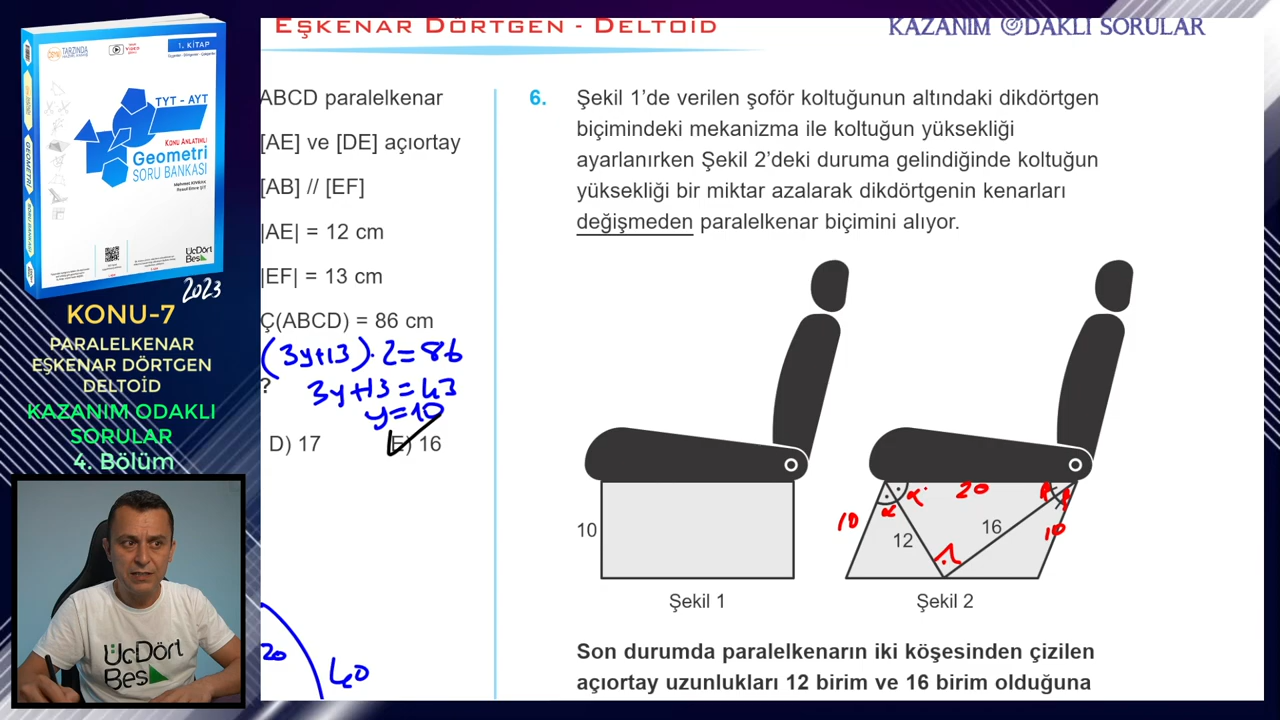 EŞKENAR DÖRTGEN - DELTOİD
KAZANIM ODAKLI SORULAR
1. KİTAP
TYT - AYT
KONU ANLATIMLI
Geometri
SORU BANKASI
ÜçDört
Beş
2023
KONU-7
PARALELKENAR
EŞKENAR DÖRTGEN
DELTOİD
KAZANIM ODAKLI
SORULAR
4. Bölüm
ÜçDört
Beş
ABCD paralelkenar
[AE] ve [DE] açıortay
[AB] // [EF]
|AE| = 12 cm
|EF| = 13 cm
Ç(ABCD) = 86 cm
(3y+13)·2=86
?
3y+13=43
y=10
D) 17
E) 16
20
40
6. Şekil 1'de verilen şoför koltuğunun altındaki dikdörtgen
biçimindeki mekanizma ile koltuğun yüksekliği
ayarlanırken Şekil 2'deki duruma gelindiğinde koltuğun
yüksekliği bir miktar azalarak dikdörtgenin kenarları
değişmeden paralelkenar biçimini alıyor.
10
Şekil 1
20
α
α
10
10
12
16
Şekil 2
Son durumda paralelkenarın iki köşesinden çizilen
açıortay uzunlukları 12 birim ve 16 birim olduğuna